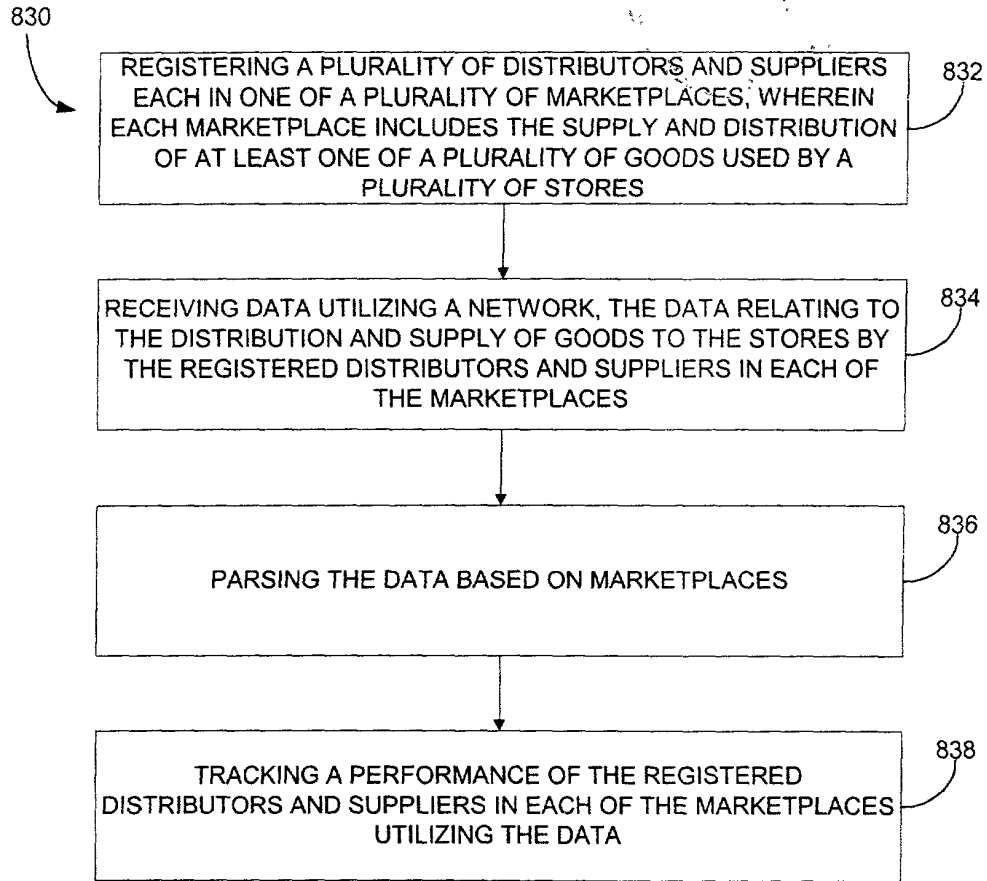 830
REGISTERING A PLURALITY OF DISTRIBUTORS AND SUPPLIERS
EACH IN ONE OF A PLURALITY OF MARKETPLACES, WHEREIN
EACH MARKETPLACE INCLUDES THE SUPPLY AND DISTRIBUTION
OF AT LEAST ONE OF A PLURALITY OF GOODS USED BY A
PLURALITY OF STORES
832
RECEIVING DATA UTILIZING A NETWORK, THE DATA RELATING TO
THE DISTRIBUTION AND SUPPLY OF GOODS TO THE STORES BY
THE REGISTERED DISTRIBUTORS AND SUPPLIERS IN EACH OF
THE MARKETPLACES
834
PARSING THE DATA BASED ON MARKETPLACES
836
TRACKING A PERFORMANCE OF THE REGISTERED
DISTRIBUTORS AND SUPPLIERS IN EACH OF THE MARKETPLACES
UTILIZING THE DATA
838